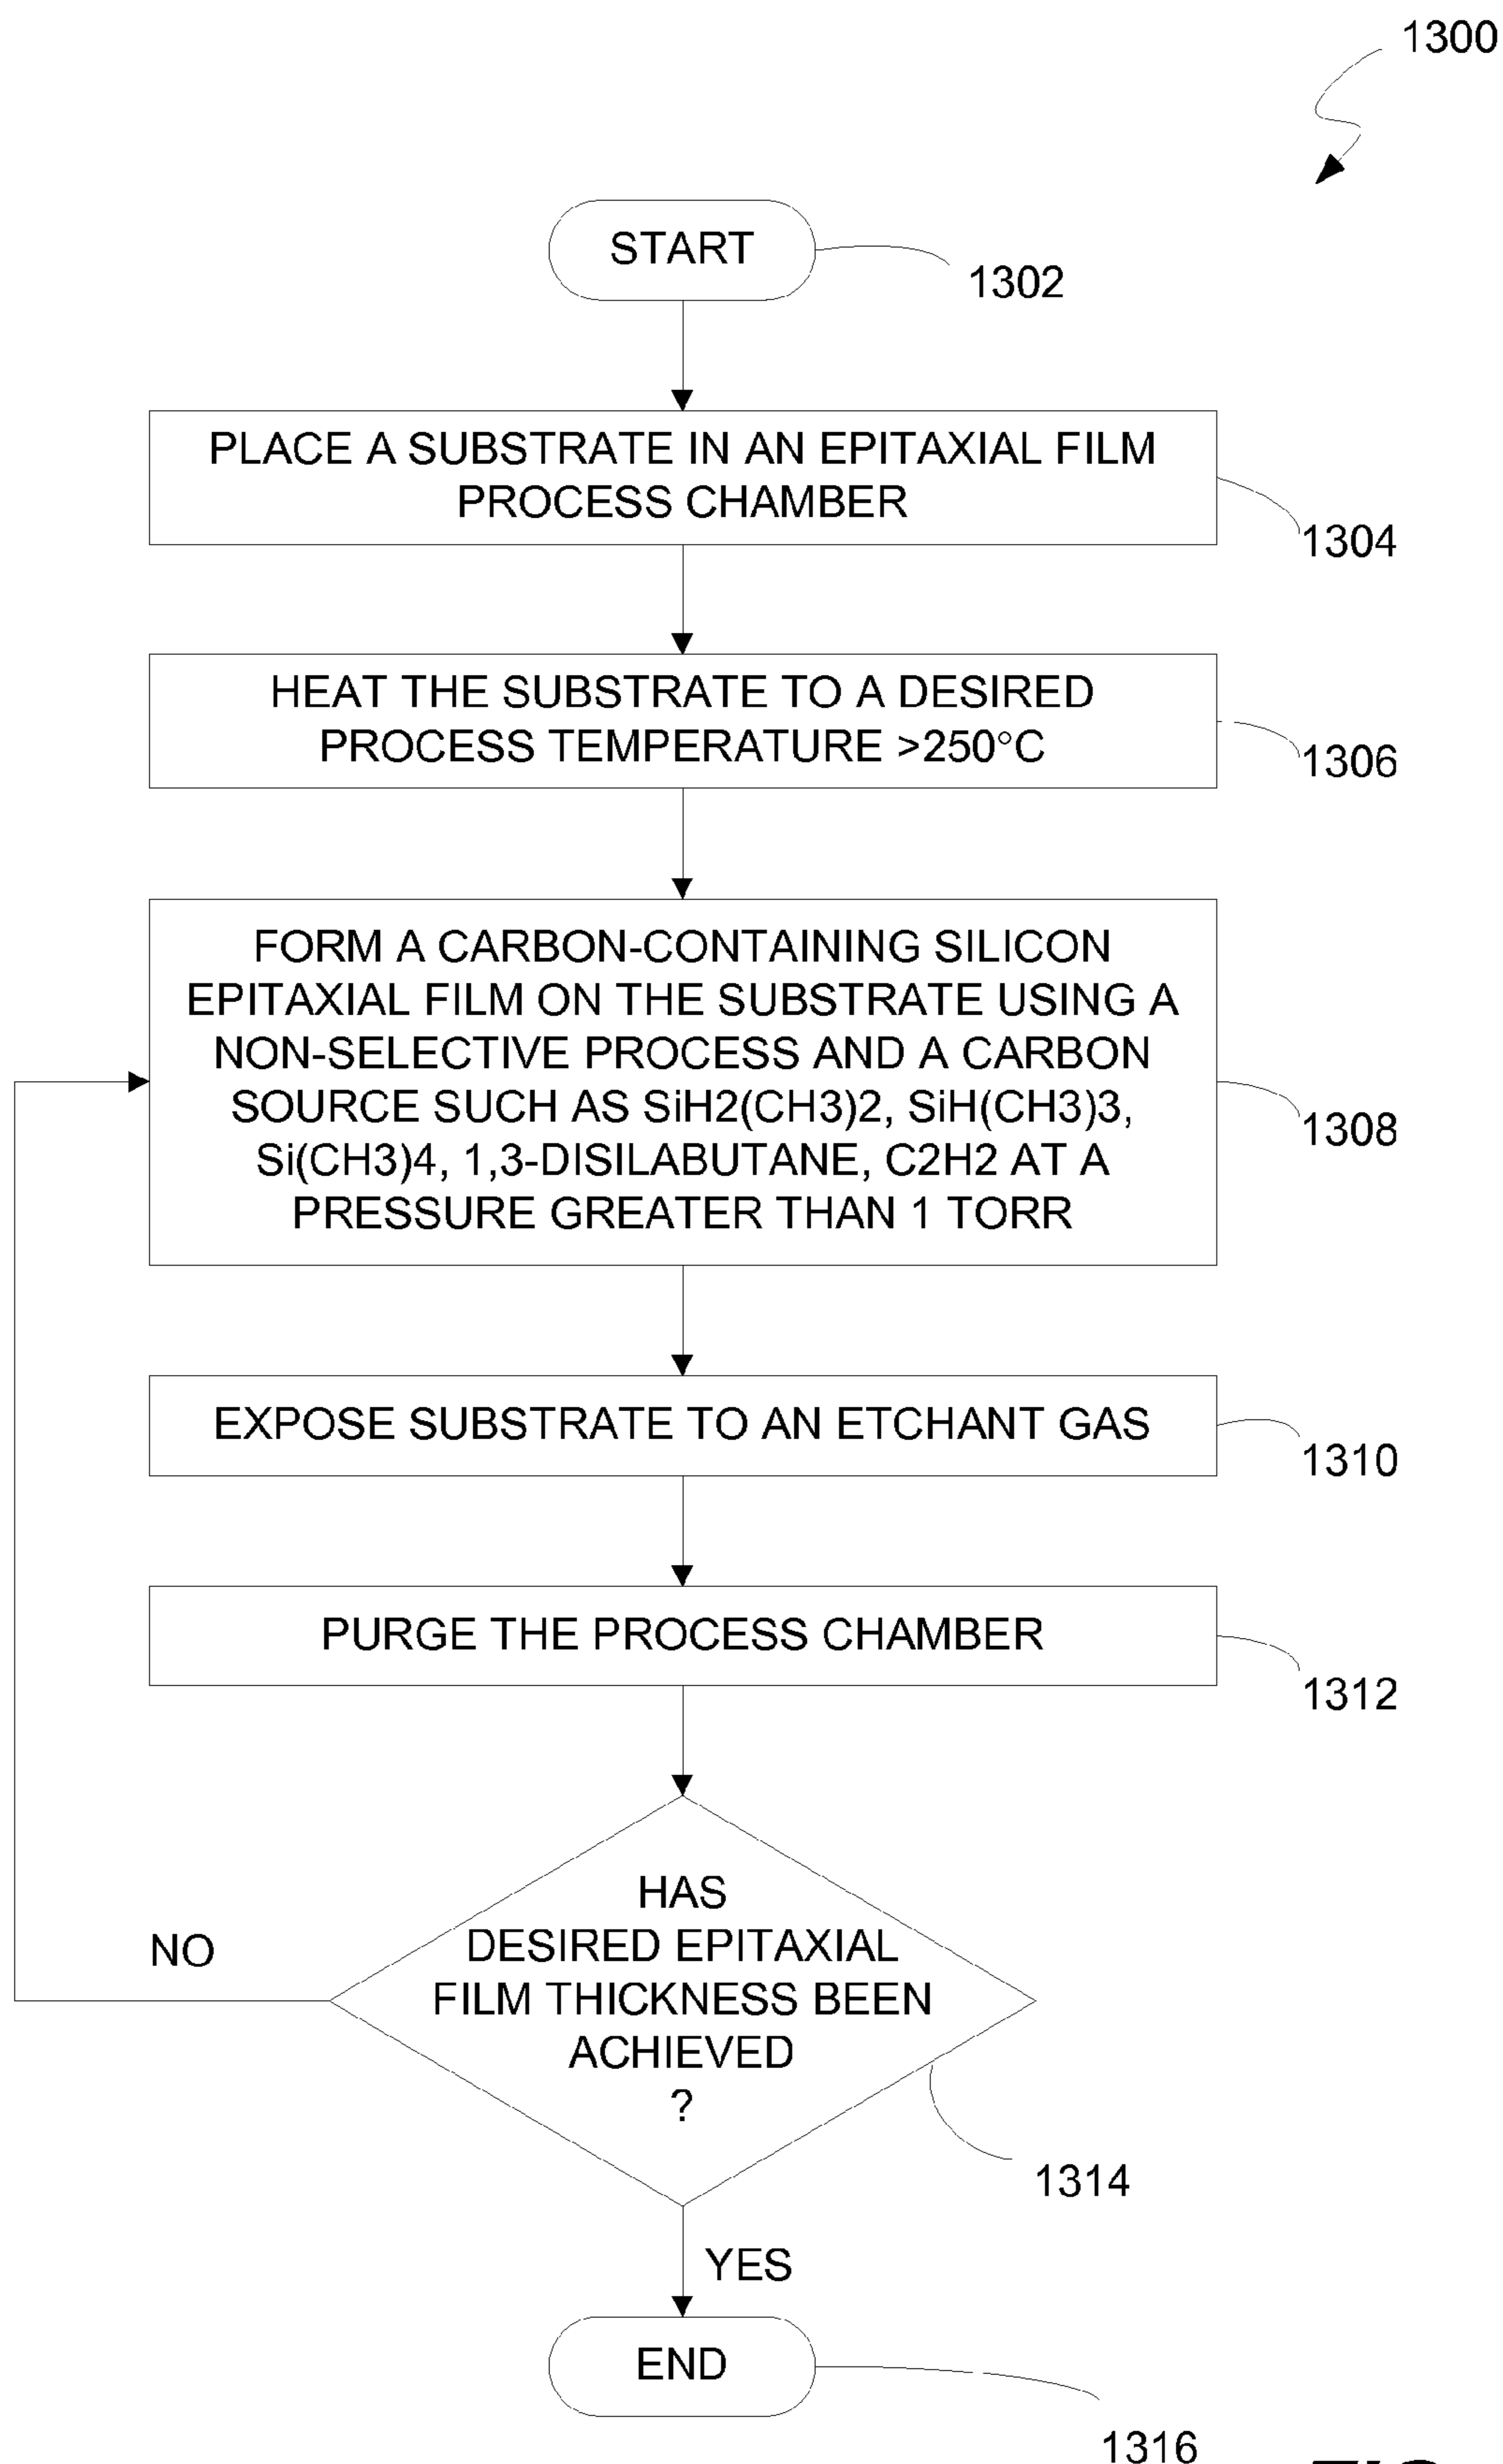 1300
START
1302
PLACE A SUBSTRATE IN AN EPITAXIAL FILM
PROCESS CHAMBER
1304
HEAT THE SUBSTRATE TO A DESIRED
PROCESS TEMPERATURE >250°C
1306
FORM A CARBON-CONTAINING SILICON
EPITAXIAL FILM ON THE SUBSTRATE USING A
NON-SELECTIVE PROCESS AND A CARBON
SOURCE SUCH AS SiH2(CH3)2, SiH(CH3)3,
Si(CH3)4, 1,3-DISILABUTANE, C2H2 AT A
PRESSURE GREATER THAN 1 TORR
1308
EXPOSE SUBSTRATE TO AN ETCHANT GAS
1310
PURGE THE PROCESS CHAMBER
1312
HAS
DESIRED EPITAXIAL
FILM THICKNESS BEEN
ACHIEVED
?
NO
1314
YES
END
1316